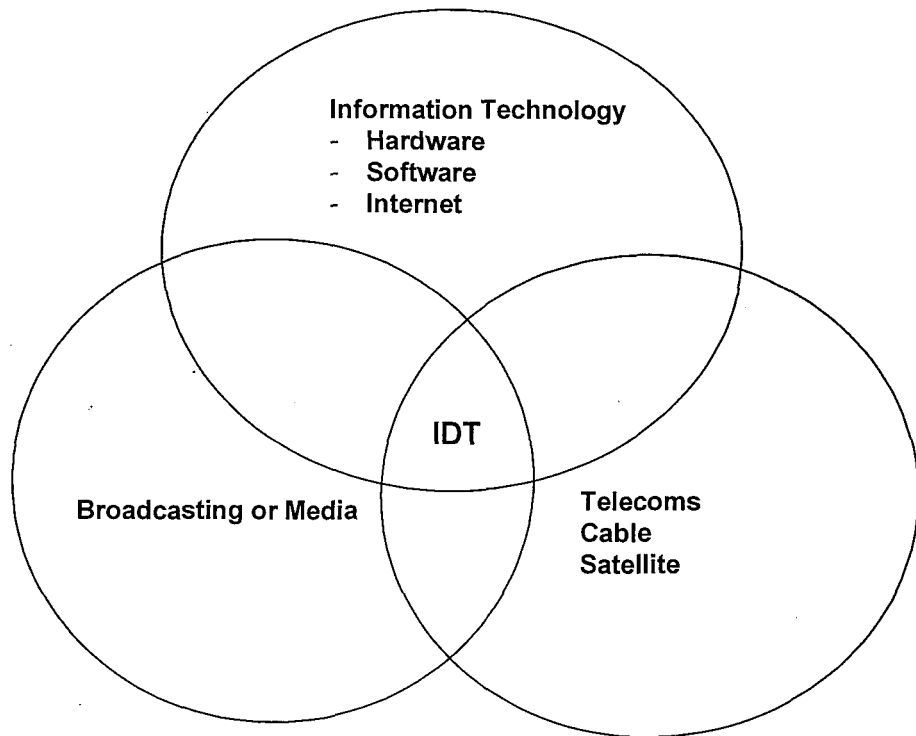 Information Technology
- Hardware
- Software
- Internet
IDT
Broadcasting or Media
Telecoms
Cable
Satellite